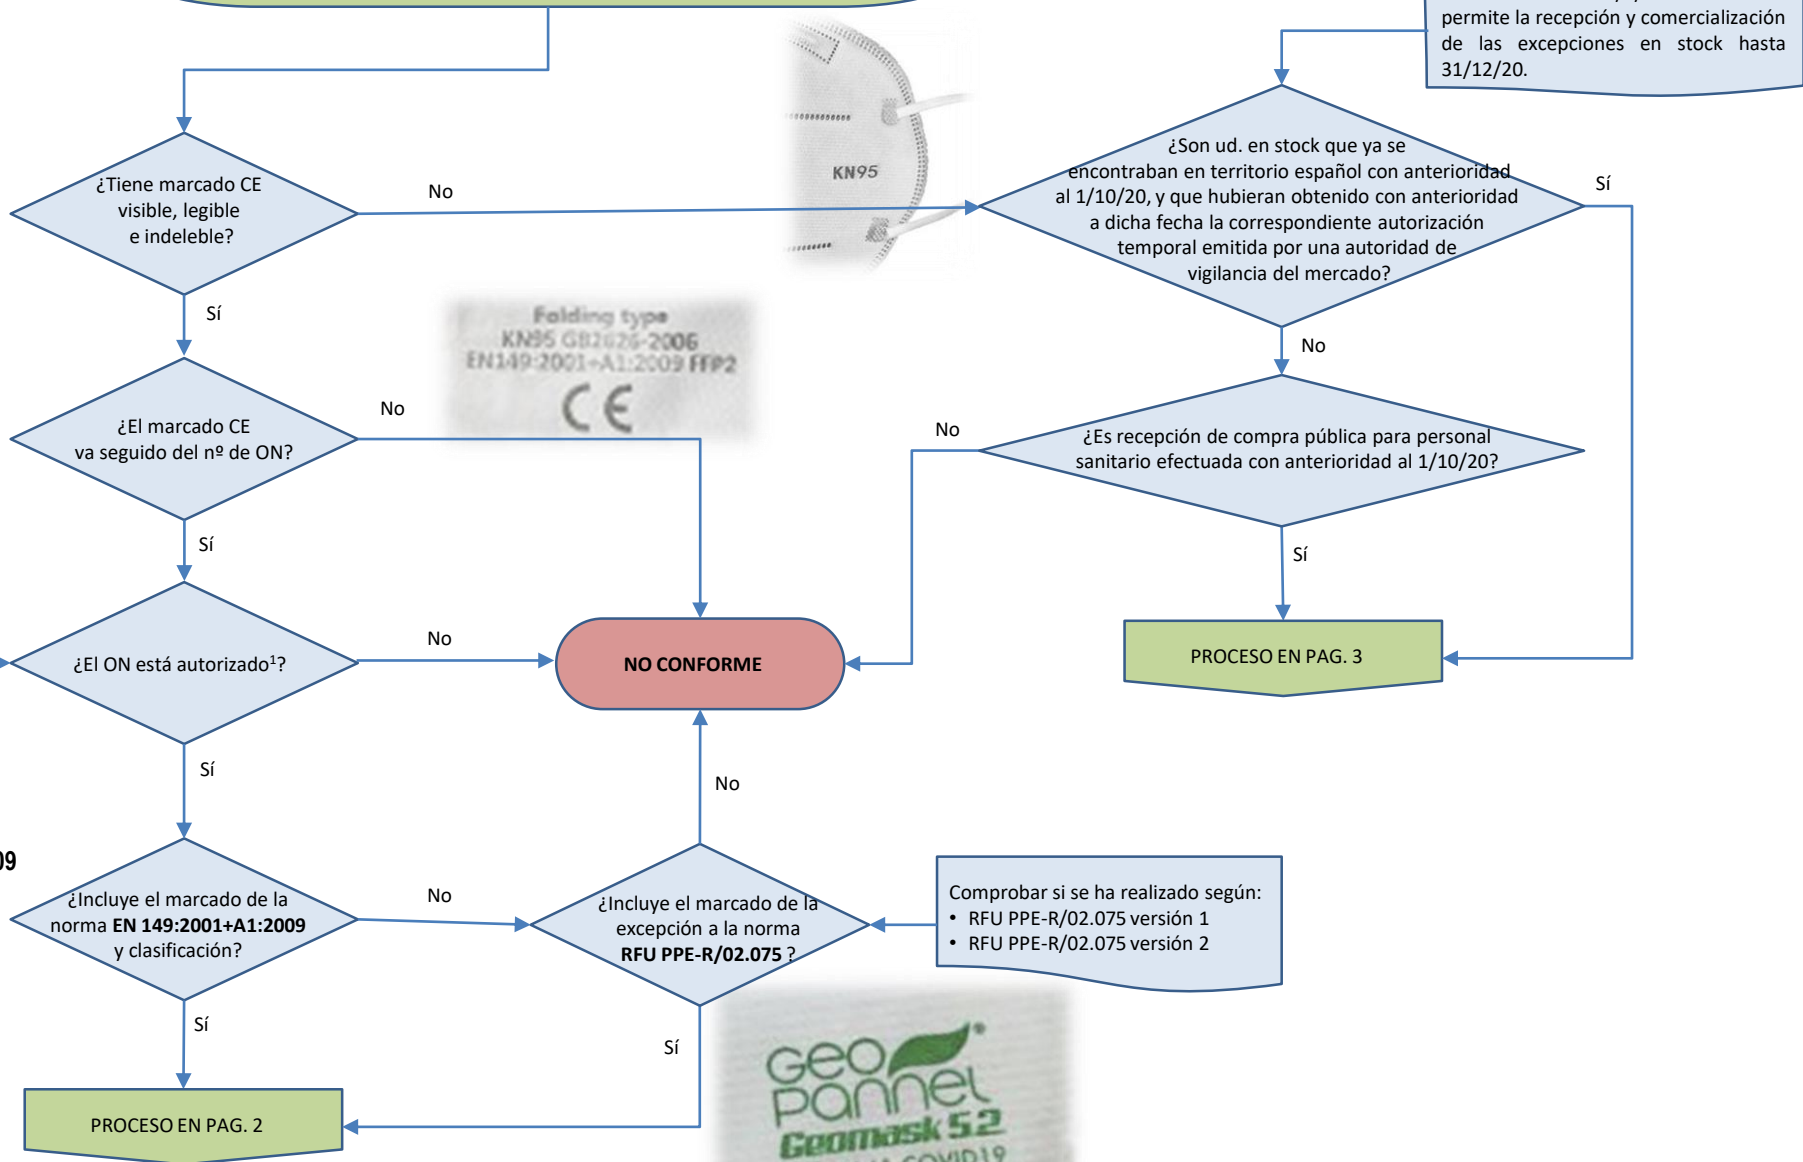 permite la recepción y comercialización
de las excepciones en stock hasta
31/12/20.
KN95
¿Tiene marcado CE
visible, legible
e indeleble?
No
Sí
¿Son ud. en stock que ya se
encontraban en territorio español con anterioridad
al 1/10/20, y que hubieran obtenido con anterioridad
a dicha fecha la correspondiente autorización
temporal emitida por una autoridad de
vigilancia del mercado?
Sí
No
Folding type
KN95 GB2626-2006
EN149:2001+A1:2009 FFP2
CE
¿El marcado CE
va seguido del nº de ON?
No
Sí
¿Es recepción de compra pública para personal
sanitario efectuada con anterioridad al 1/10/20?
No
Sí
¿El ON está autorizado¹?
No
Sí
NO CONFORME
PROCESO EN PAG. 3
No
09
¿Incluye el marcado de la
norma EN 149:2001+A1:2009
y clasificación?
No
Sí
¿Incluye el marcado de la
excepción a la norma
RFU PPE-R/02.075 ?
Sí
Comprobar si se ha realizado según:
• RFU PPE-R/02.075 versión 1
• RFU PPE-R/02.075 versión 2
PROCESO EN PAG. 2
GEO
PANNEL
®
Geomask 5.2
COVID19